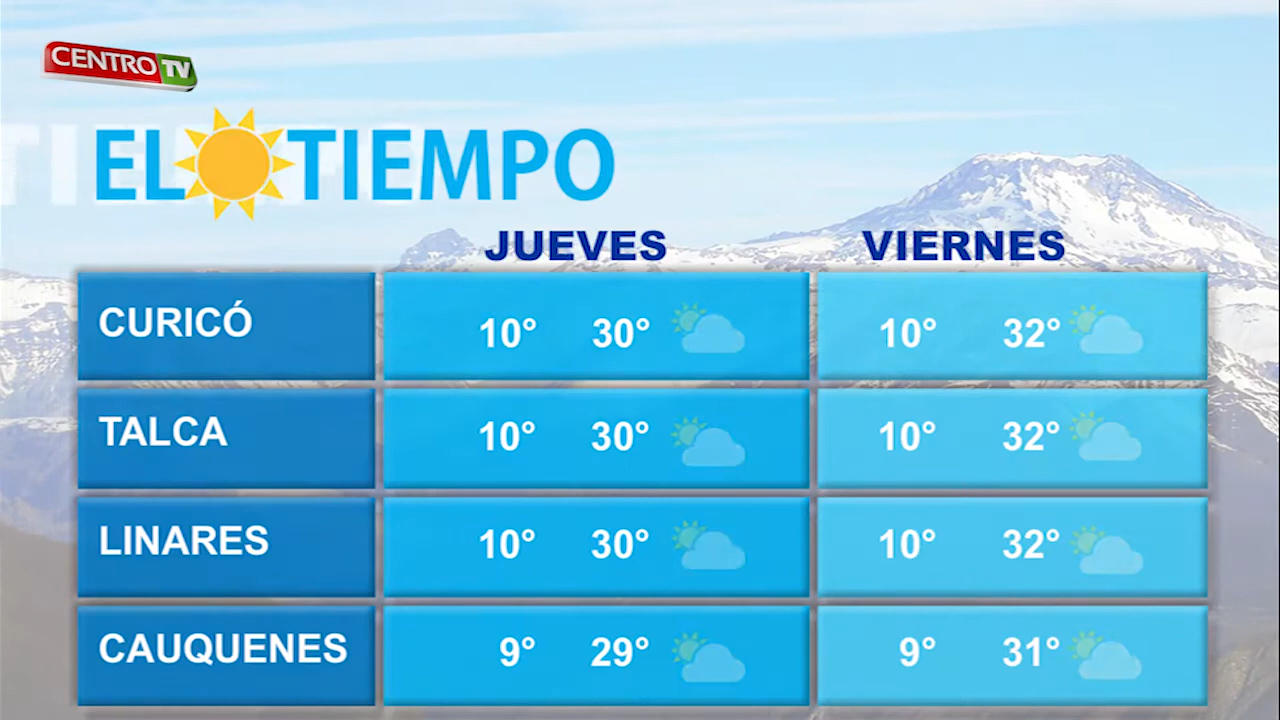 CENTRO TV
EL TIEMPO
JUEVES VIERNES
CURICÓ 10° 30° 10° 32°
TALCA 10° 30° 10° 32°
LINARES 10° 30° 10° 32°
CAUQUENES 9° 29° 9° 31°